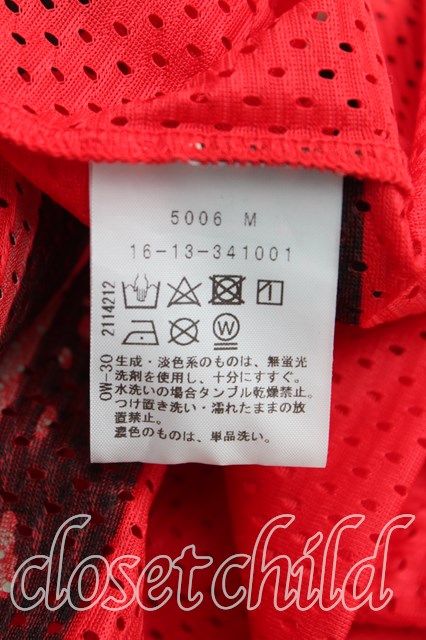 5006 M
16-13-341001
W
OW-30 2114212
生成・淡色系のものは、無蛍光
洗剤を使用し、十分にすすぐ。
水洗いの場合タンブル乾燥禁止。
つけ置き洗い・濡れたままの放
置禁止。
濃色のものは、単品洗い。
closet child